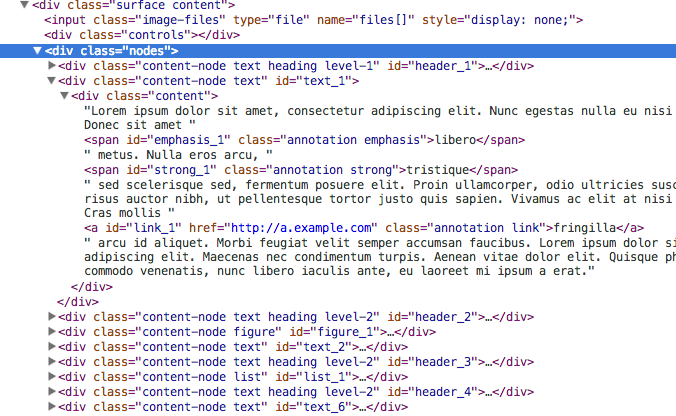 ▼<div class="surface content">
<input class="image-files" type="file" name="files[]" style="display: none;">
<div class="controls"></div>
▼<div class="nodes">
▶<div class="content-node text heading level-1" id="header_1">…</div>
▼<div class="content-node text" id="text_1">
▼<div class="content">
"Lorem ipsum dolor sit amet, consectetur adipiscing elit. Nunc egestas nulla eu nisi
Donec sit amet "
<span id="emphasis_1" class="annotation emphasis">libero</span>
" metus. Nulla eros arcu, "
<span id="strong_1" class="annotation strong">tristique</span>
" sed scelerisque sed, fermentum posuere elit. Proin ullamcorper, odio ultricies susc
risus auctor nibh, ut pellentesque tortor justo quis sapien. Vivamus ac elit at nisi
Cras mollis "
<a id="link_1" href="http://a.example.com" class="annotation link">fringilla</a>
" arcu id aliquet. Morbi feugiat velit semper accumsan faucibus. Lorem ipsum dolor si
adipiscing elit. Maecenas nec condimentum turpis. Aenean vitae dolor elit. Quisque ph
commodo venenatis, nunc libero iaculis ante, eu laoreet mi ipsum a erat."
</div>
</div>
▶<div class="content-node text heading level-2" id="header_2">…</div>
▶<div class="content-node figure" id="figure_1">…</div>
▶<div class="content-node text" id="text_2">…</div>
▶<div class="content-node text heading level-2" id="header_3">…</div>
▶<div class="content-node list" id="list_1">…</div>
▶<div class="content-node text heading level-2" id="header_4">…</div>
▶<div class="content-node text" id="text_6">…</div>